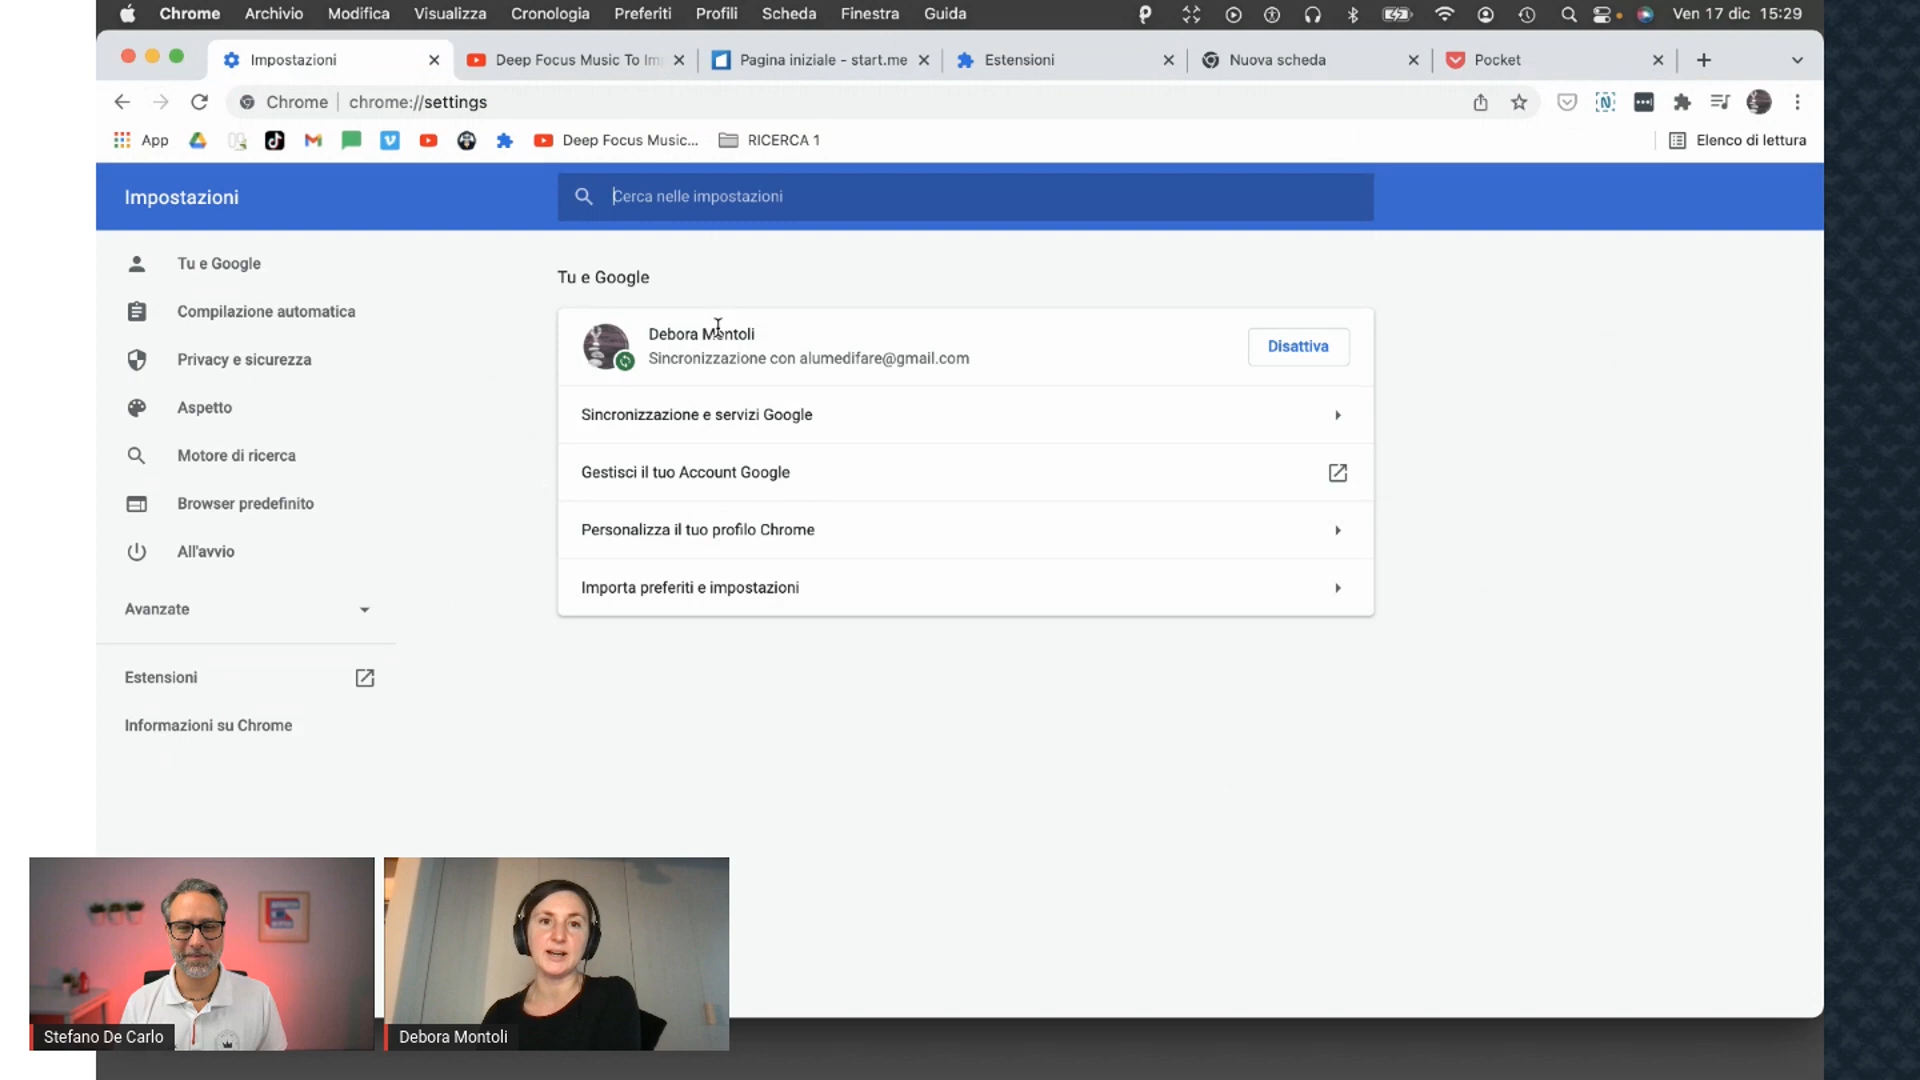 Chrome Archivio Modifica Visualizza Cronologia Preferiti Profili Scheda Finestra Guida Ven 17 dic 15:29
Impostazioni Deep Focus Music To Im Pagina iniziale - start.me Estensioni Nuova scheda Pocket
Chrome chrome://settings
App Deep Focus Music... RICERCA 1 Elenco di lettura
Impostazioni Cerca nelle impostazioni
Tu e Google
Compilazione automatica
Privacy e sicurezza
Aspetto
Motore di ricerca
Browser predefinito
All'avvio
Avanzate
Estensioni
Informazioni su Chrome
Tu e Google
Debora Montoli
Sincronizzazione con alumedifare@gmail.com
Disattiva
Sincronizzazione e servizi Google
Gestisci il tuo Account Google
Personalizza il tuo profilo Chrome
Importa preferiti e impostazioni
Stefano De Carlo
Debora Montoli